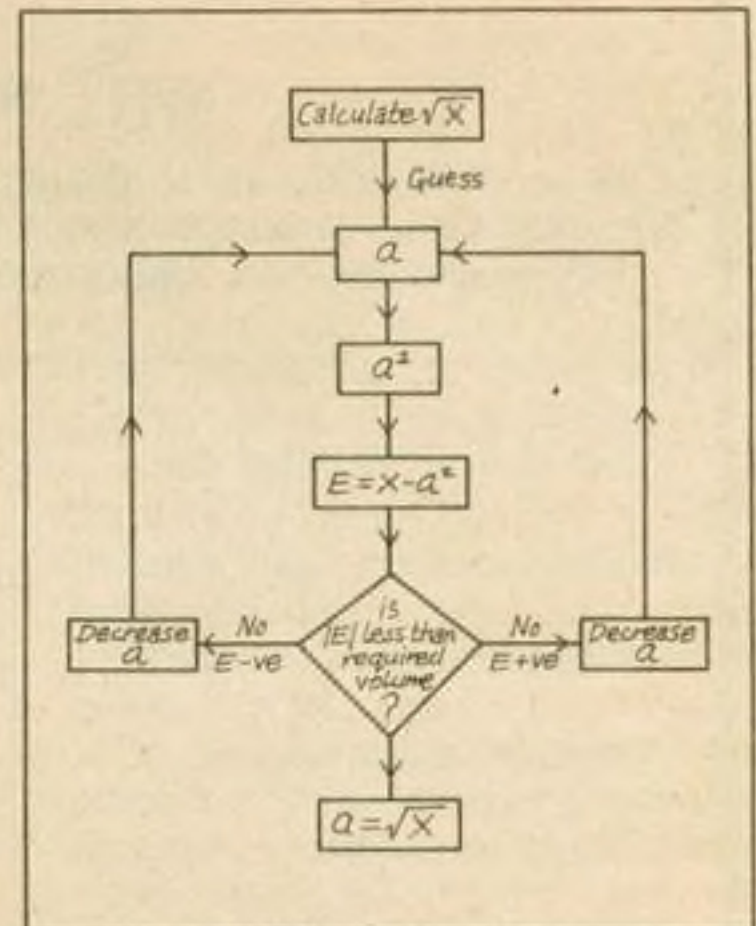 Calculate √x
Guess
a
a²
E = x - a²
is
|E| less than
required
volume
?
No
E-ve
Decrease
a
No
E+ve
Decrease
a
a = √x